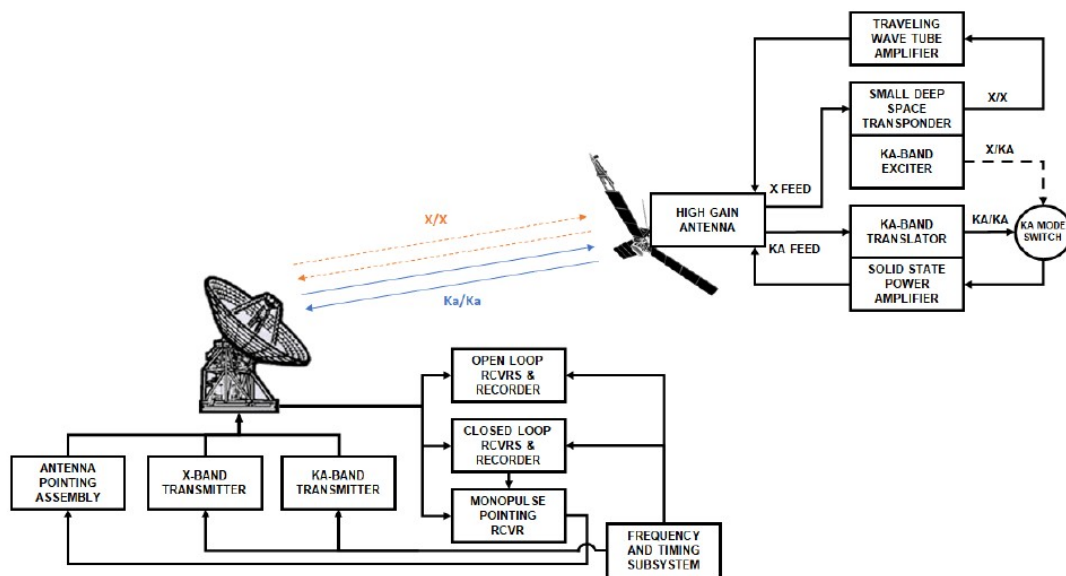 TRAVELING
WAVE TUBE
AMPLIFIER
SMALL DEEP
SPACE
TRANSPONDER
X/X
KA-BAND
EXCITER
X/KA
X FEED
HIGH GAIN
ANTENNA
KA FEED
KA-BAND
TRANSLATOR
KA/KA
KA MODE
SWITCH
SOLID STATE
POWER
AMPLIFIER
X/X
Ka/Ka
OPEN LOOP
RCVRS &
RECORDER
CLOSED LOOP
RCVRS &
RECORDER
ANTENNA
POINTING
ASSEMBLY
X-BAND
TRANSMITTER
KA-BAND
TRANSMITTER
MONOPULSE
POINTING
RCVR
FREQUENCY
AND TIMING
SUBSYSTEM